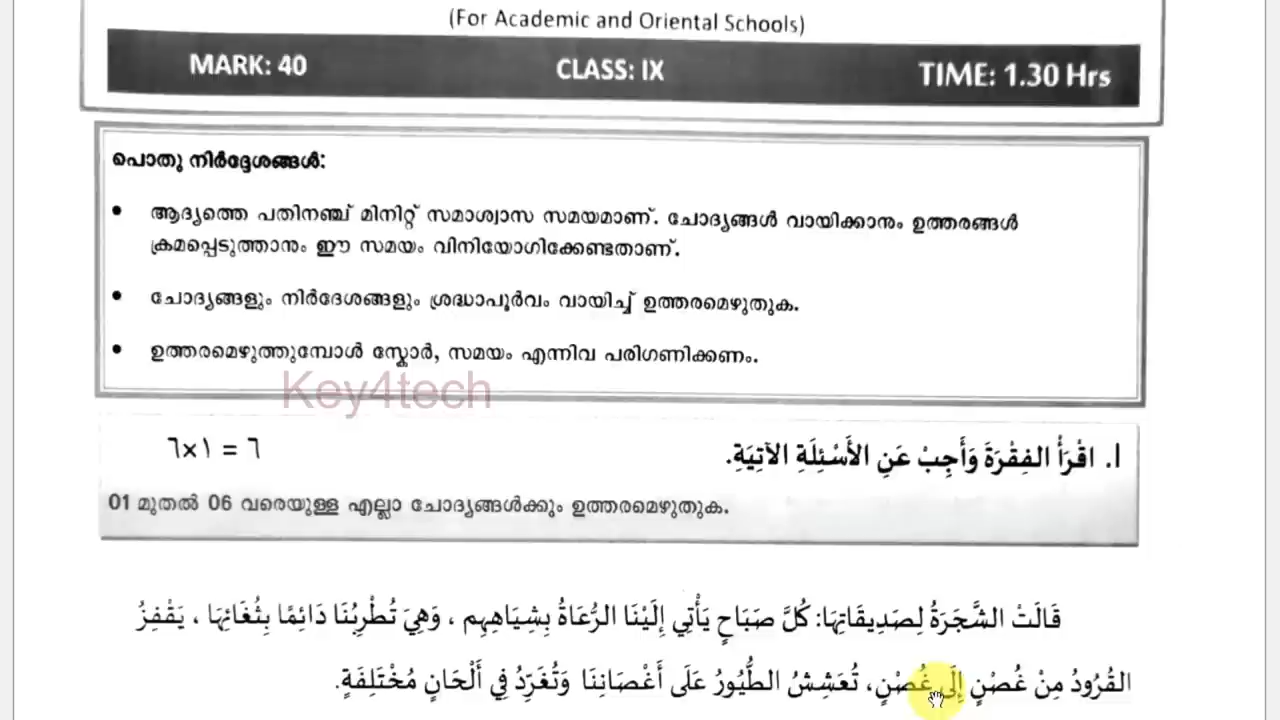 (For Academic and Oriental Schools)
MARK: 40 CLASS: IX TIME: 1.30 Hrs
പൊതു നിർദ്ദേശങ്ങൾ:
• ആദ്യത്തെ പതിനഞ്ച് മിനിറ്റ് സമാശ്വാസ സമയമാണ്. ചോദ്യങ്ങൾ വായിക്കാനും ഉത്തരങ്ങൾ
ക്രമപ്പെടുത്താനും ഈ സമയം വിനിയോഗിക്കേണ്ടതാണ്.
• ചോദ്യങ്ങളും നിർദേശങ്ങളും ശ്രദ്ധാപൂർവം വായിച്ച് ഉത്തരമെഴുതുക.
• ഉത്തരമെഴുത്തുമ്പോൾ സ്കോർ, സമയം എന്നിവ പരിഗണിക്കണം.
Key4tech
ا. اقْرَأْ الفِقْرَةَ وَأَجِبْ عَنِ الأَسْئِلَةِ الآتِيَةِ. ٦×١ = ٦
01 മുതൽ 06 വരെയുള്ള എല്ലാ ചോദ്യങ്ങൾക്കും ഉത്തരമെഴുതുക.
قَالَتْ الشَّجَرَةُ لِصَدِيقَاتِهَا: كُلَّ صَبَاحٍ يَأْتِي إِلَيْنَا الرُّعَاةُ بِشِيَاهِهِم ، وَهِيَ تُطْرِبُنَا دَائِمًا بِثُغَائِهَا ، يَقْفِزُ
القُرُودُ مِنْ غُصْنٍ إِلَى غُصْنٍ، تُعَشِّشُ الطُّيُورُ عَلَى أَغْصَانِنَا وَتُغَرِّدُ فِي أَلْحَانٍ مُخْتَلِفَةٍ.